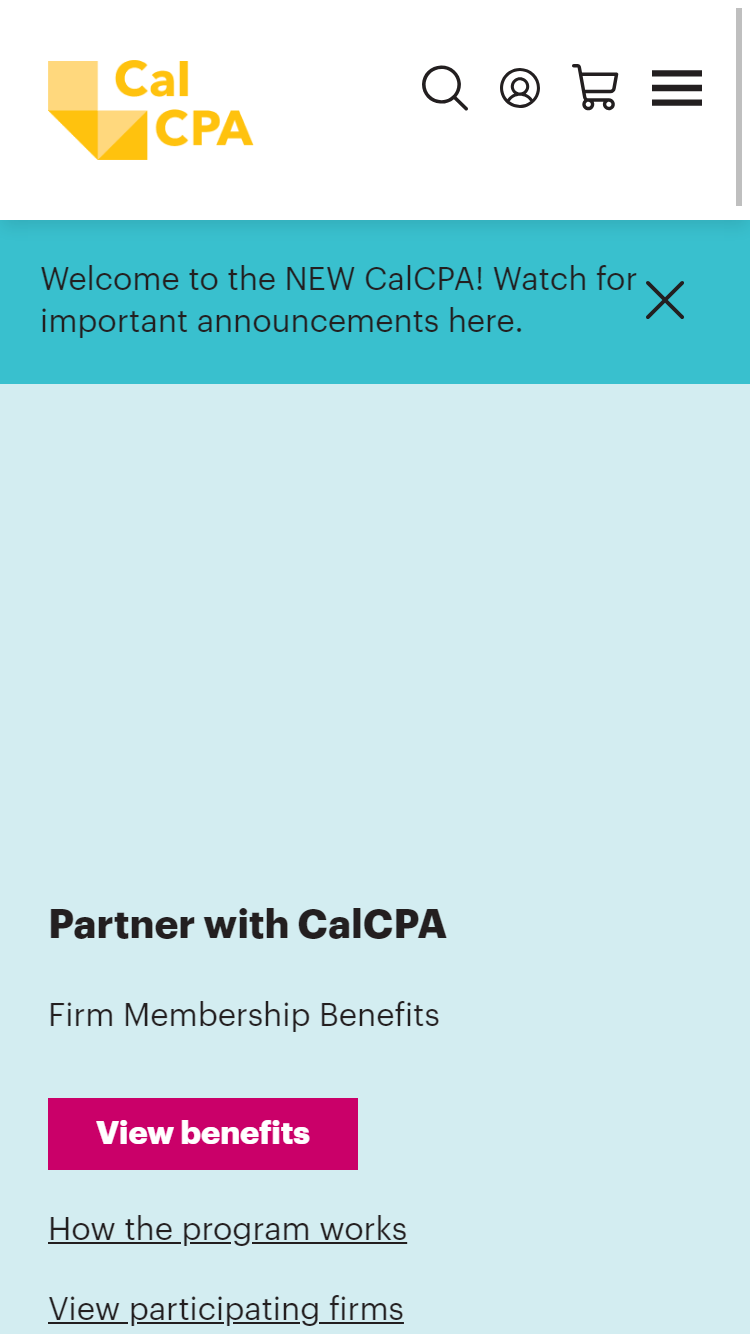 Cal
CPA
Welcome to the NEW CalCPA! Watch for
important announcements here.
Partner with CalCPA
Firm Membership Benefits
View benefits
How the program works
View participating firms